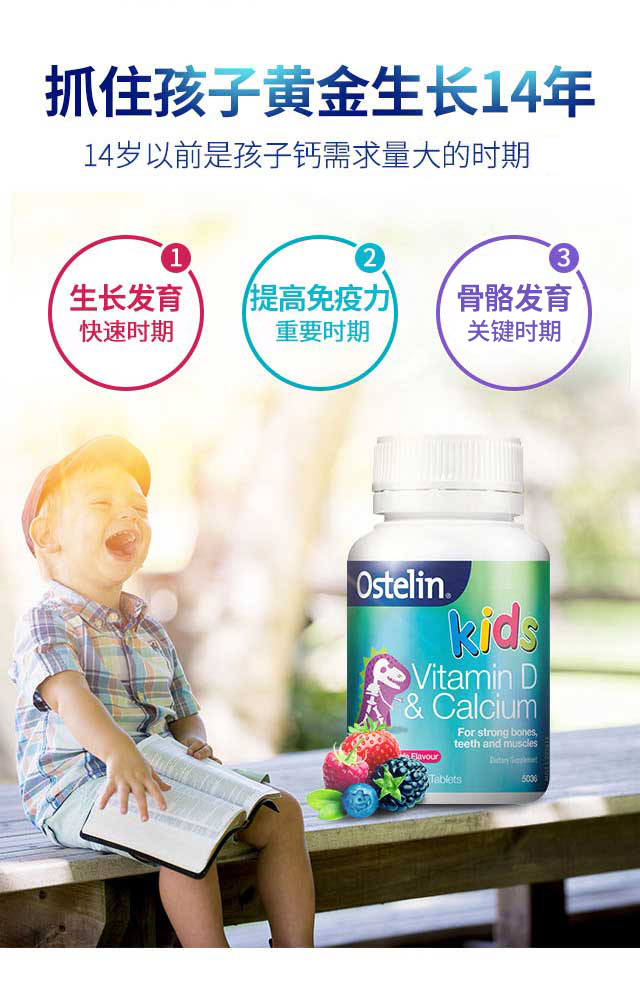 抓住孩子黄金生长14年
14岁以前是孩子钙需求量大的时期
1
生长发育
快速时期
2
提高免疫力
重要时期
3
骨骼发育
关键时期
Ostelin®
kids
Vitamin D
& Calcium
For strong bones,
teeth and muscles
Dietary Supplement
Flavour
Tablets
5036